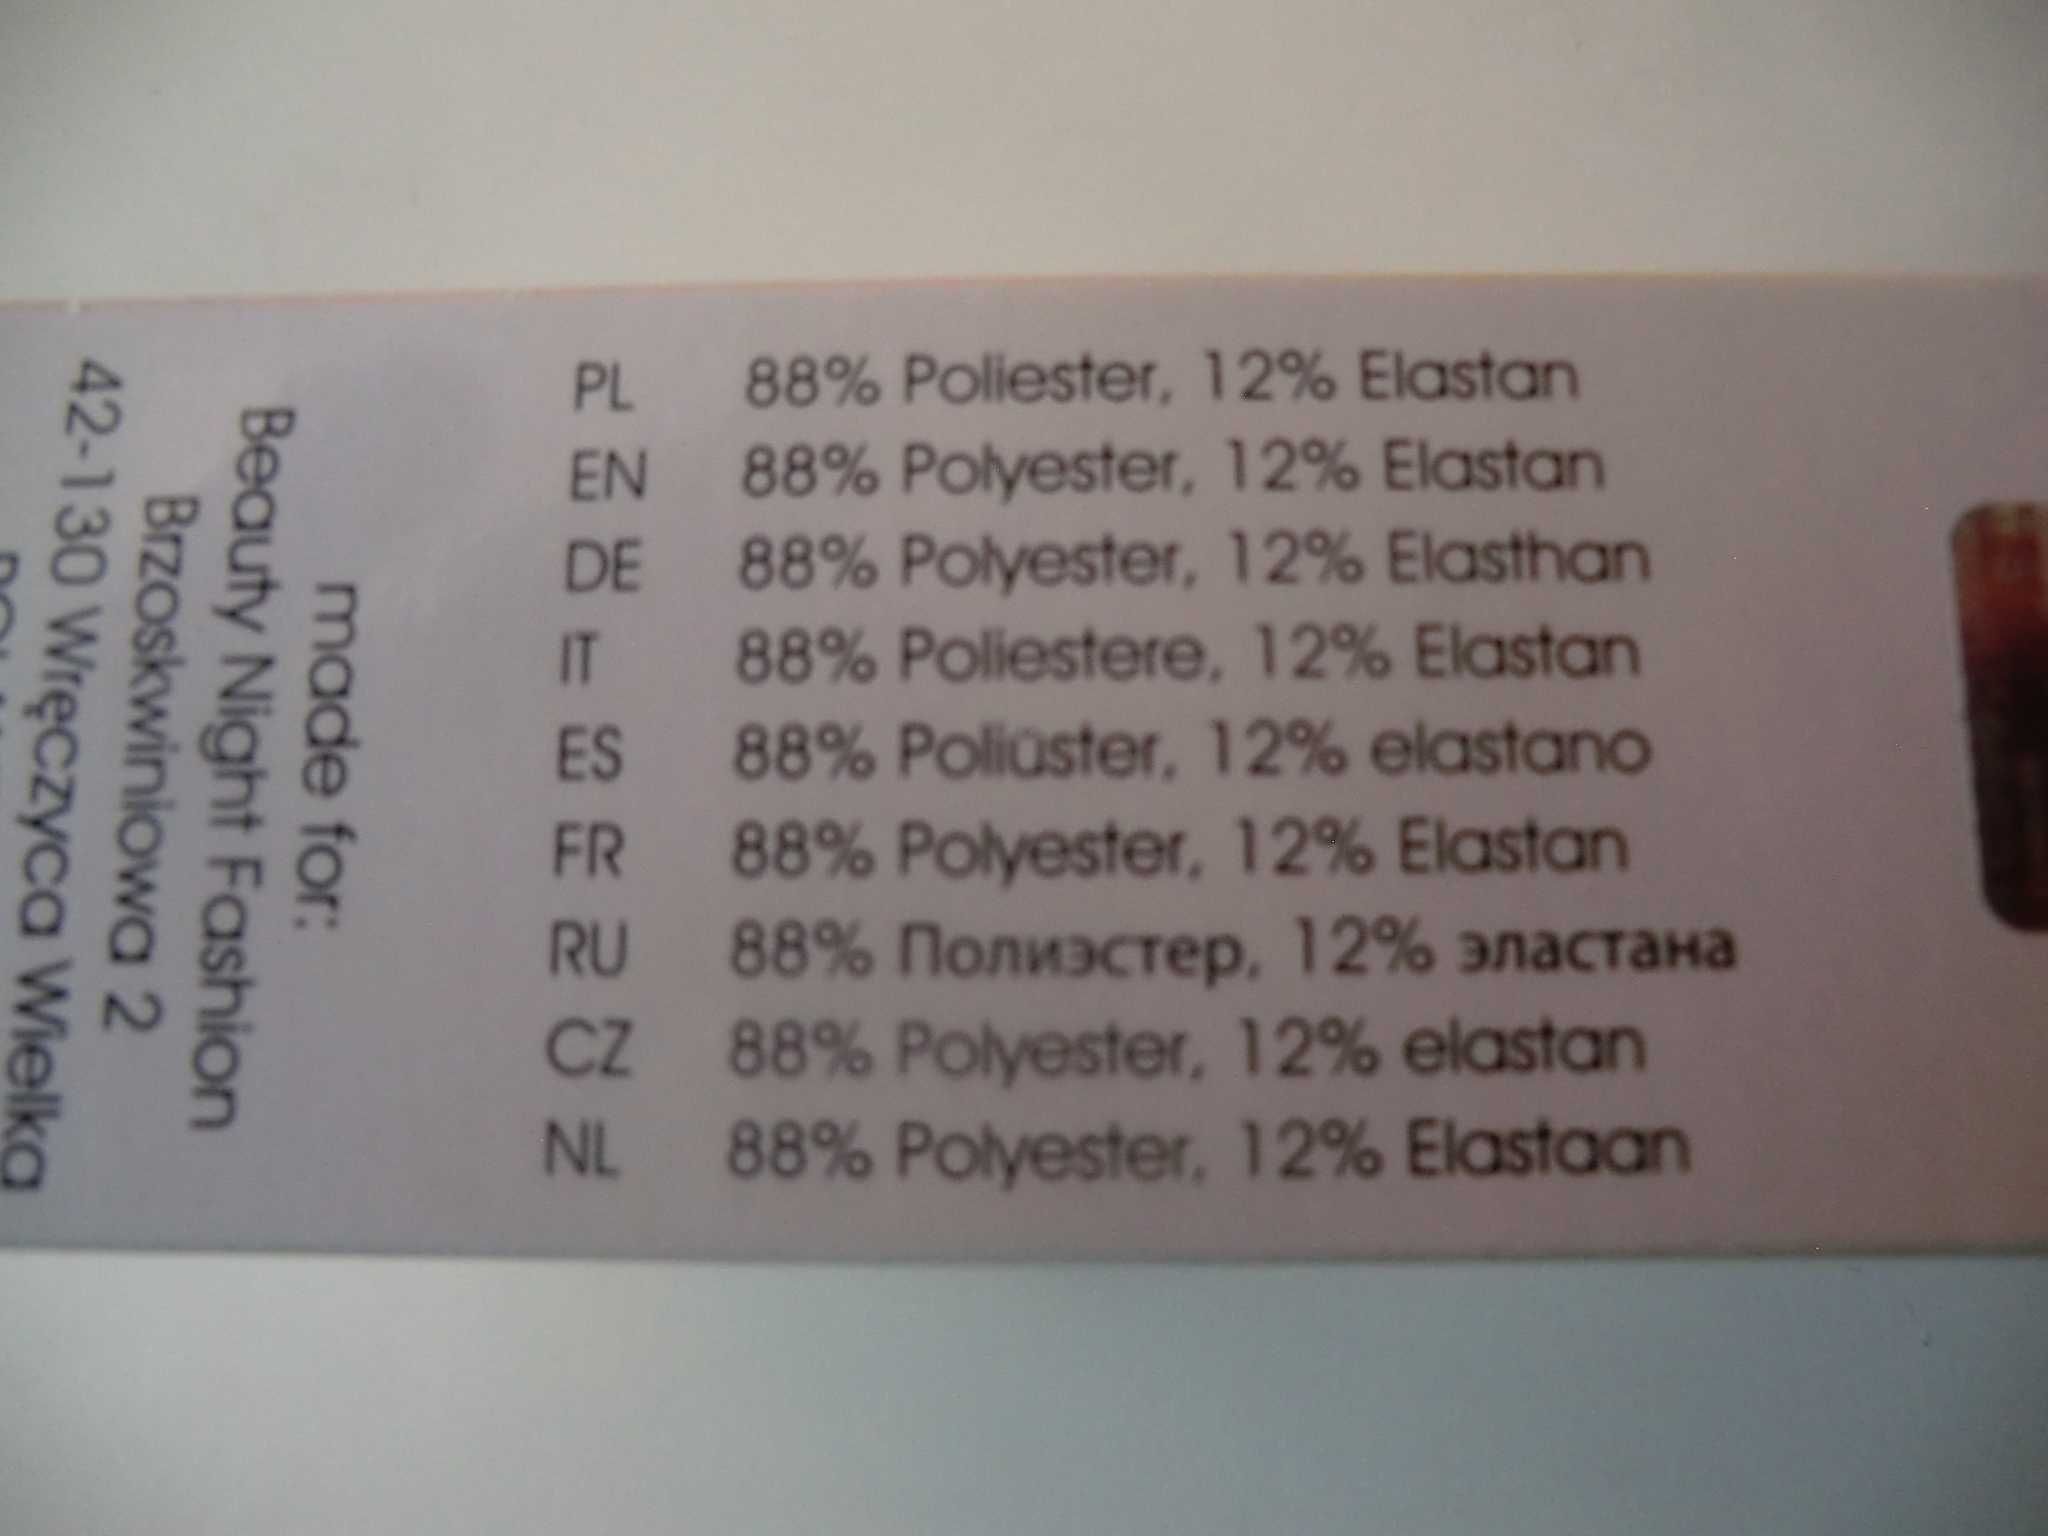 PL 88% Poliester, 12% Elastan
EN 88% Polyester, 12% Elastan
DE 88% Polyester, 12% Elasthan
IT 88% Poliestere, 12% Elastan
ES 88% Poliūster, 12% elastano
FR 88% Polyester, 12% Elastan
RU 88% Полиэстер, 12% эластана
CZ 88% Polyester, 12% elastan
NL 88% Polyester, 12% Elastaan
made for:
Beauty Night Fashion
Brzoskwiniowa 2
42-130 Wręczyca Wielka